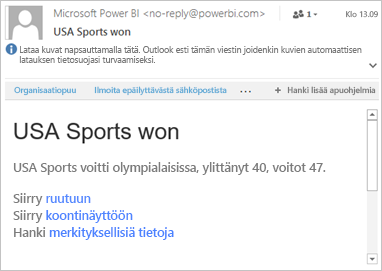 Microsoft Power BI <no-reply@powerbi.com>
1
Klo 13.09
USA Sports won
Lataa kuvat napsauttamalla tätä. Outlook esti tämän viestin joidenkin kuvien automaattisen
latauksen tietosuojasi turvaamiseksi.
Organisaatiopuu Ilmoita epäilyttävästä sähköpostista ... + Hanki lisää apuohjelmia
USA Sports won
USA Sports voitti olympialaisissa, ylittänyt 40, voitot 47.
Siirry ruutuun
Siirry koontinäyttöön
Hanki merkityksellisiä tietoja